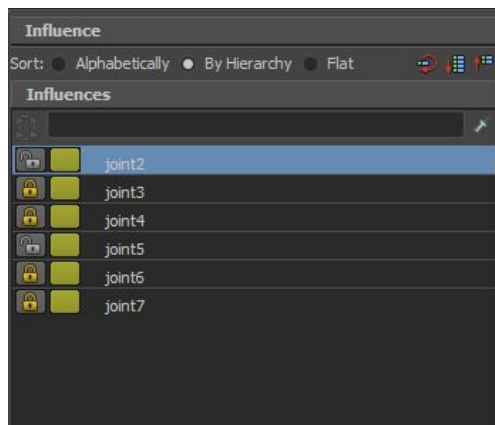 Influence
Sort: Alphabetically By Hierarchy Flat
Influences
joint2
joint3
joint4
joint5
joint6
joint7